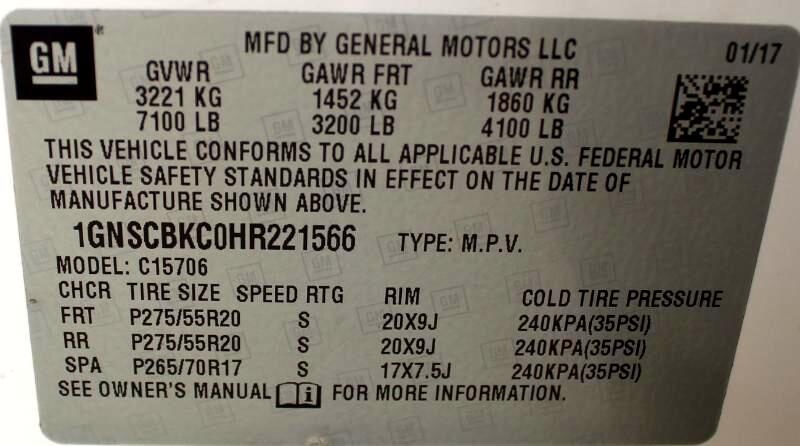 GM
MFD BY GENERAL MOTORS LLC 01/17
GVWR GAWR FRT GAWR RR
3221 KG 1452 KG 1860 KG
7100 LB 3200 LB 4100 LB
THIS VEHICLE CONFORMS TO ALL APPLICABLE U.S. FEDERAL MOTOR
VEHICLE SAFETY STANDARDS IN EFFECT ON THE DATE OF
MANUFACTURE SHOWN ABOVE.
1GNSCBKC0HR221566 TYPE: M.P.V.
MODEL: C15706
CHCR TIRE SIZE SPEED RTG RIM COLD TIRE PRESSURE
FRT P275/55R20 S 20X9J 240KPA(35PSI)
RR P275/55R20 S 20X9J 240KPA(35PSI)
SPA P265/70R17 S 17X7.5J 240KPA(35PSI)
SEE OWNER'S MANUAL i FOR MORE INFORMATION.